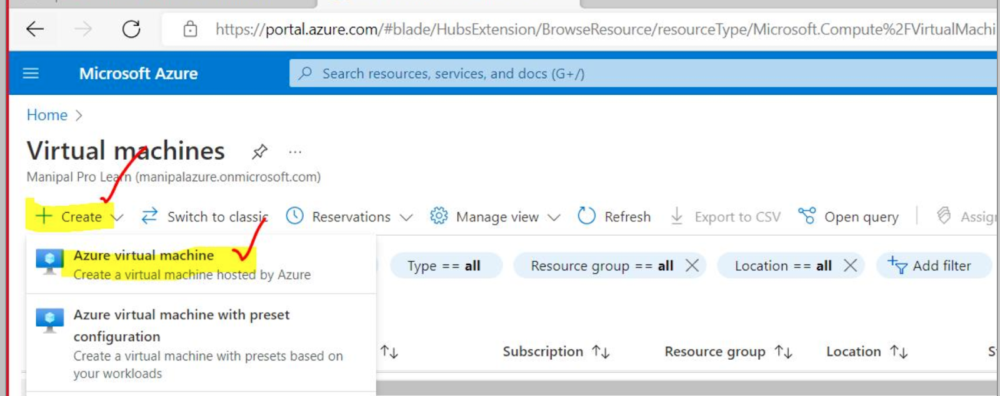 https://portal.azure.com/#blade/HubsExtension/BrowseResource/resourceType/Microsoft.Compute%2FVirtualMachi
Microsoft Azure
Search resources, services, and docs (G+/)
Home
Virtual machines
Manipal Pro Learn (manipalazure.onmicrosoft.com)
Create Switch to classic Reservations Manage view Refresh Export to CSV Open query Assig
Azure virtual machine
Create a virtual machine hosted by Azure
Type == all Resource group == all Location == all Add filter
Azure virtual machine with preset
configuration
Create a virtual machine with presets based on
your workloads
Subscription Resource group Location